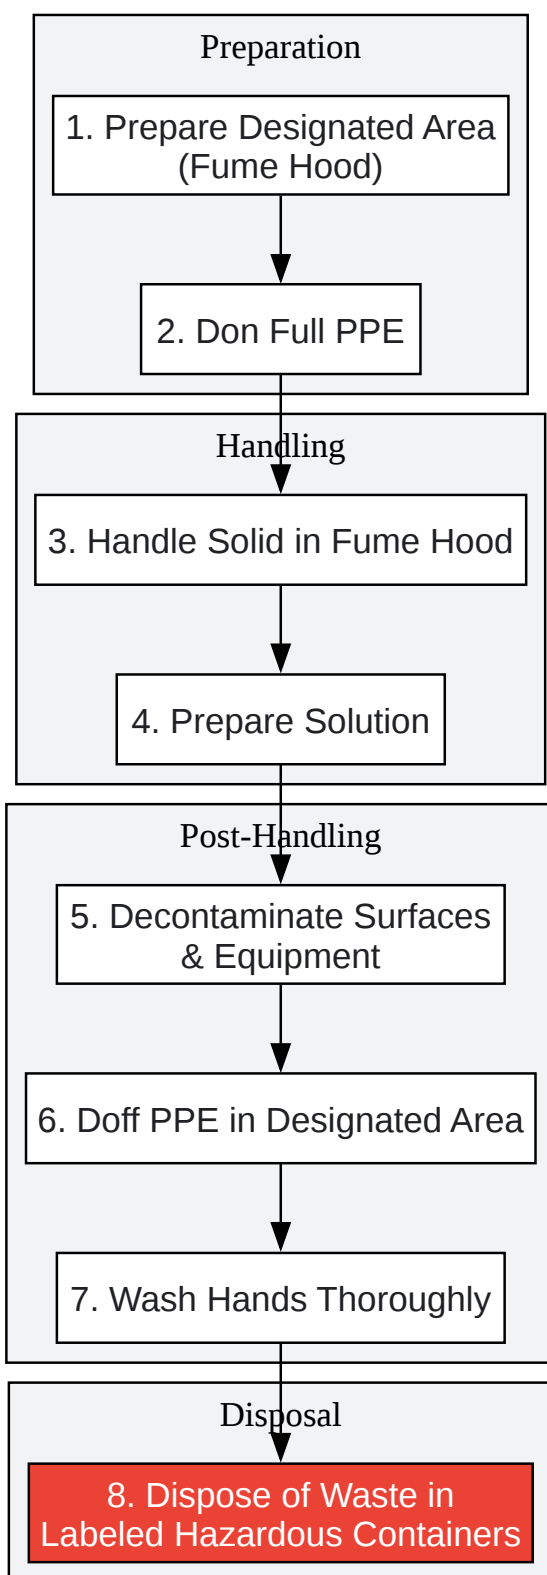 Preparation
1. Prepare Designated Area
(Fume Hood)
2. Don Full PPE
Handling
3. Handle Solid in Fume Hood
4. Prepare Solution
Post-Handling
5. Decontaminate Surfaces
& Equipment
6. Doff PPE in Designated Area
7. Wash Hands Thoroughly
Disposal
8. Dispose of Waste in
Labeled Hazardous Containers